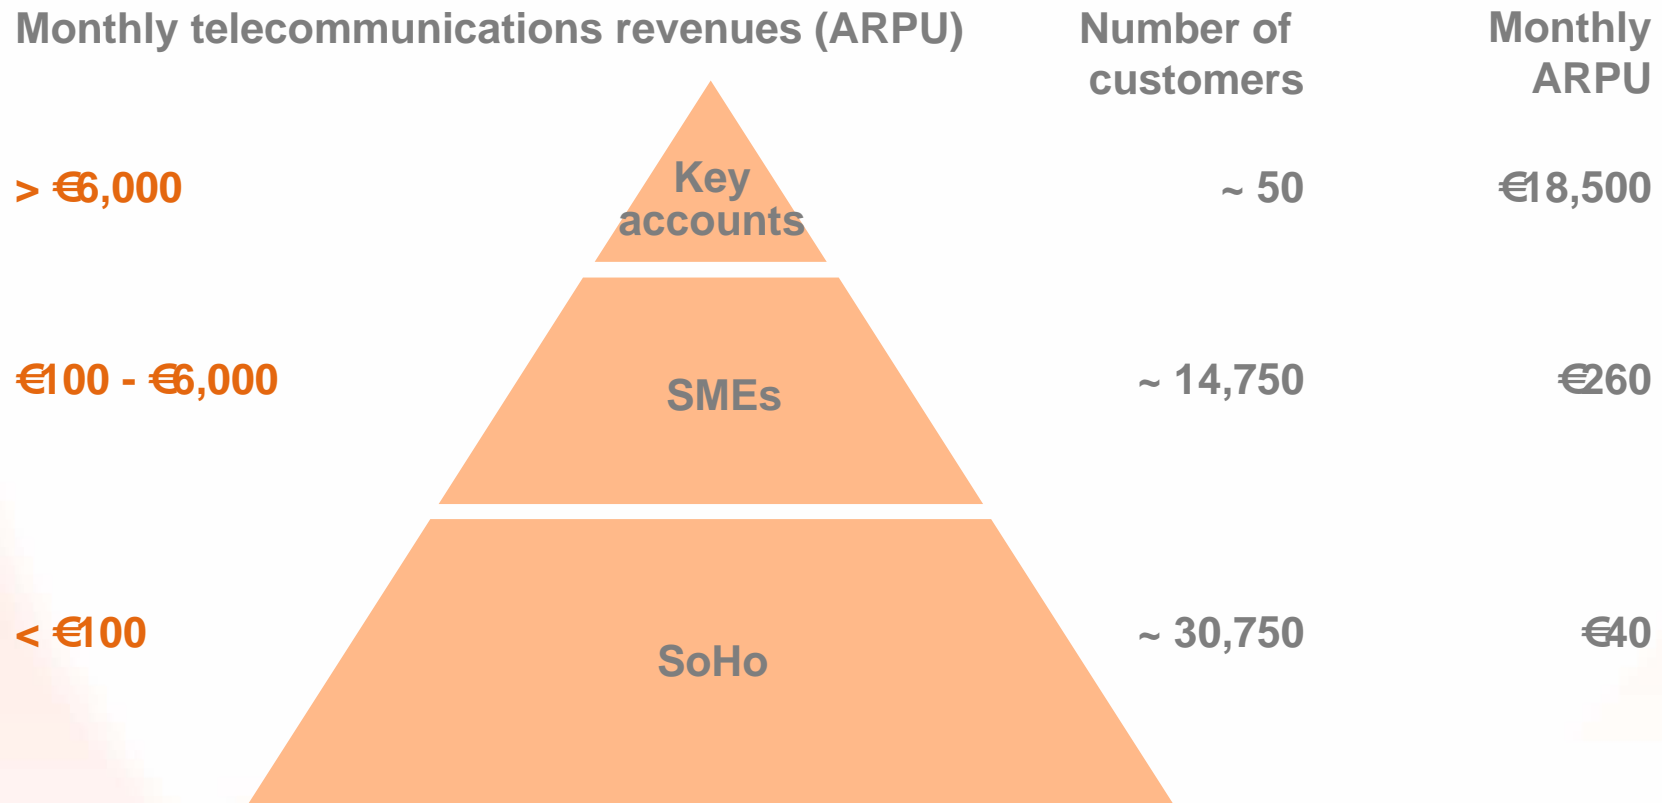 Monthly telecommunications revenues (ARPU)
Number of
customers
Monthly
ARPU
> €6,000
Key
accounts
~ 50
€18,500
€100 - €6,000
SMEs
~ 14,750
€260
< €100
SoHo
~ 30,750
€40